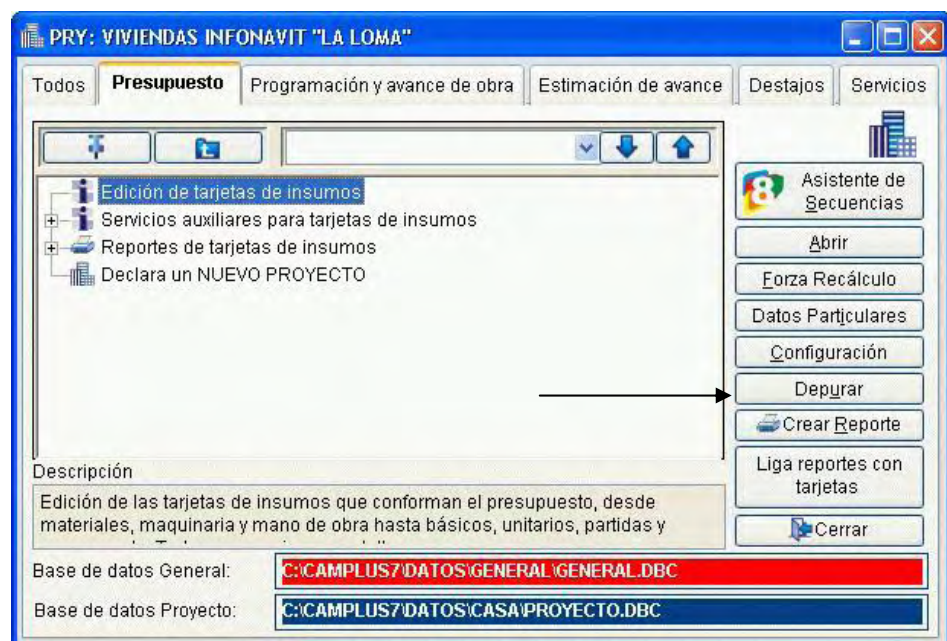 PRY: VIVIENDAS INFONAVIT "LA LOMA"
Todos Presupuesto Programación y avance de obra Estimación de avance Destajos Servicios
Edición de tarjetas de insumos
Servicios auxiliares para tarjetas de insumos
Reportes de tarjetas de insumos
Declara un NUEVO PROYECTO
8
Asistente de
Secuencias
Abrir
Forza Recálculo
Datos Particulares
Configuración
Depurar
Crear Reporte
Liga reportes con
tarjetas
Cerrar
Descripción
Edición de las tarjetas de insumos que conforman el presupuesto, desde
materiales, maquinaria y mano de obra hasta básicos, unitarios, partidas y
Base de datos General: C:\CAMPLUS7\DATOS\GENERAL\GENERAL.DBC
Base de datos Proyecto: C:\CAMPLUS7\DATOS\CASA\PROYECTO.DBC